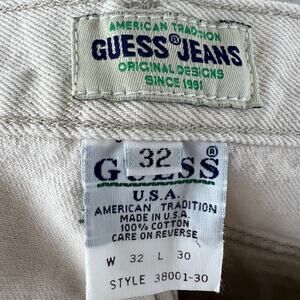 AMERICAN TRADITION
GUESS® JEANS
ORIGINAL DESIGNS
SINCE 1981
32
GUESS
U.S.A.
AMERICAN TRADITION
MADE IN U.S.A.
100% COTTON
CARE ON REVERSE
W 32 L 30
STYLE 38001-30